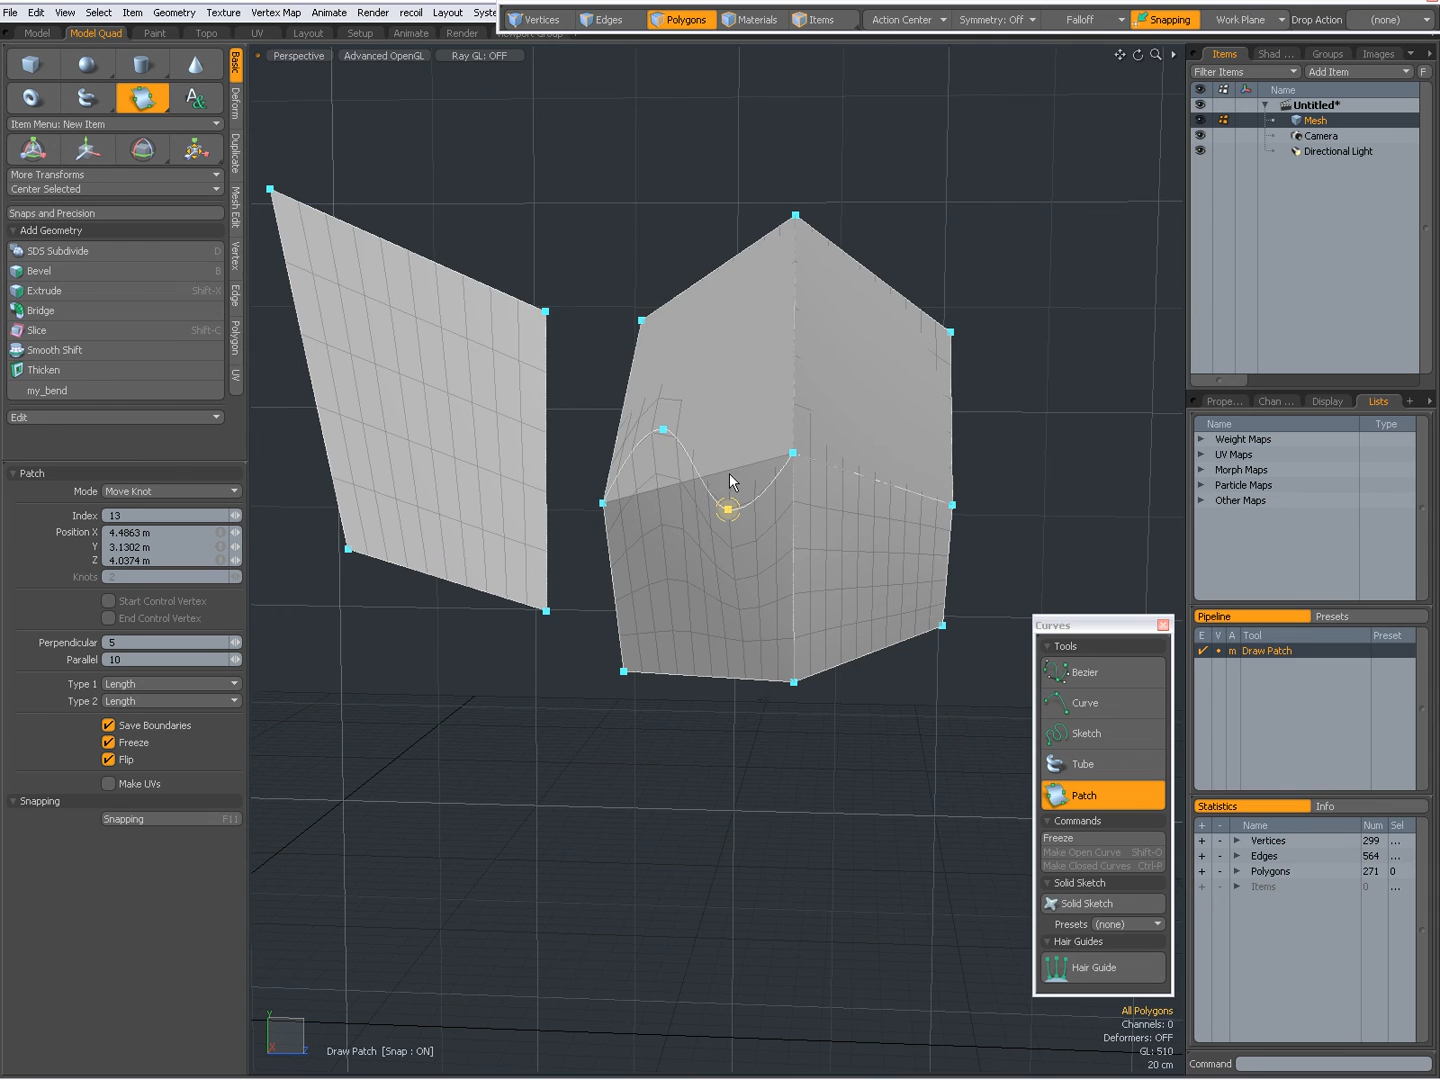 File Edit View Select Item Geometry Texture Vertex Map Animate Render recoil Layout Syste
Vertices Edges Polygons Materials Items Action Center Symmetry: Off Falloff Snapping Work Plane Drop Action (none)
Model Model Quad Paint Topo UV Layout Setup Animate Render Viewport Group
Perspective Advanced OpenGL Ray GL: OFF
Basic
Deform
Duplicate
Mesh Edit
Vertex
Edge
Polygon
UV
Item Menu: New Item
More Transforms
Center Selected
Snaps and Precision
Add Geometry
SDS Subdivide D
Bevel B
Extrude Shift-X
Bridge
Slice Shift-C
Smooth Shift
Thicken
my_bend
Edit
Patch
Mode Move Knot
Index 13
Position X 4.4863 m
Y 3.1302 m
Z 4.0374 m
Knots 2
Start Control Vertex
End Control Vertex
Perpendicular 5
Parallel 10
Type 1 Length
Type 2 Length
Save Boundaries
Freeze
Flip
Make UVs
Snapping
Snapping F11
Y
X Z
Draw Patch [Snap : ON]
Curves
Tools
Bezier
Curve
Sketch
Tube
Patch
Commands
Freeze
Make Open Curve Shift-O
Make Closed Curves Ctrl-P
Solid Sketch
Solid Sketch
Presets (none)
Hair Guides
Hair Guide
All Polygons
Channels: 0
Deformers: OFF
GL: 510
20 cm
Items Shad ... Groups Images
Filter Items Add Item F
Name
Untitled*
Mesh
Camera
Directional Light
Prope... Chan ... Display Lists +
Name Type
Weight Maps
UV Maps
Morph Maps
Particle Maps
Other Maps
Pipeline Presets
E V A Tool Preset
m Draw Patch
Statistics Info
+ - Name Num Sel
+ - Vertices 299 ...
+ - Edges 564 ...
+ - Polygons 271 0
+ - Items 0 ...
Command